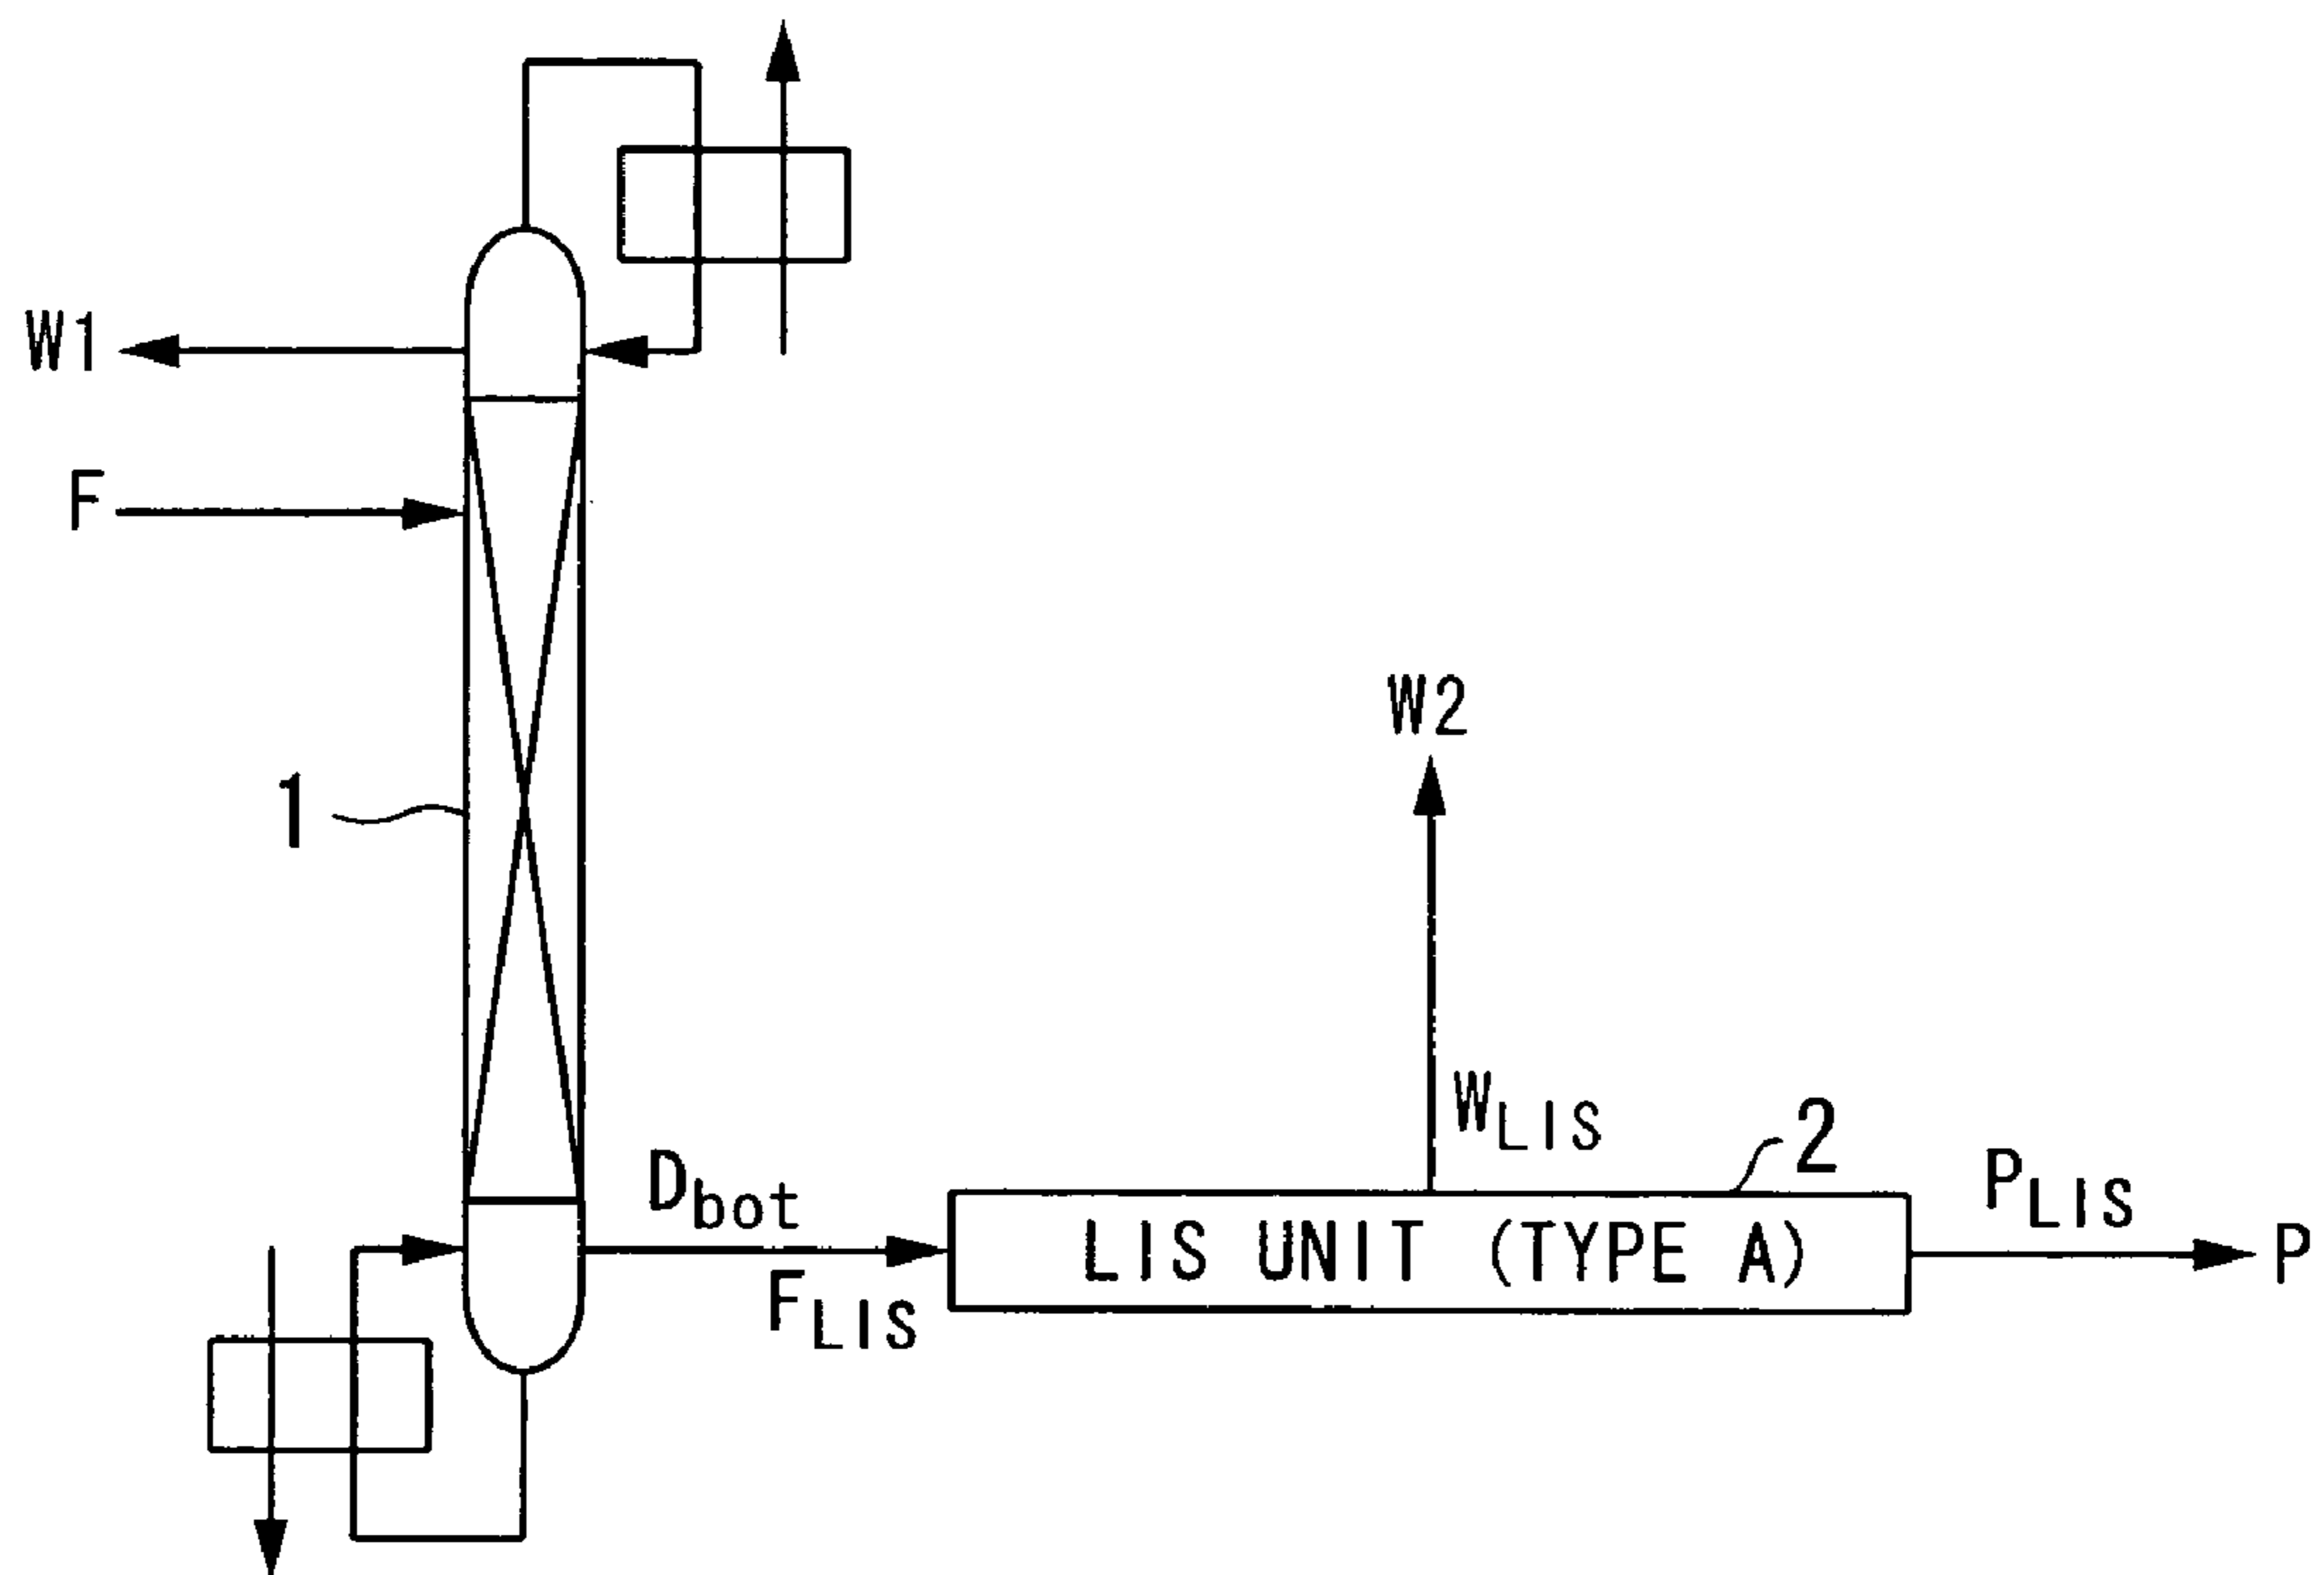 W1
F
1
W2
W_LIS
2
D_bot
F_LIS
LIS UNIT (TYPE A)
P_LIS
P